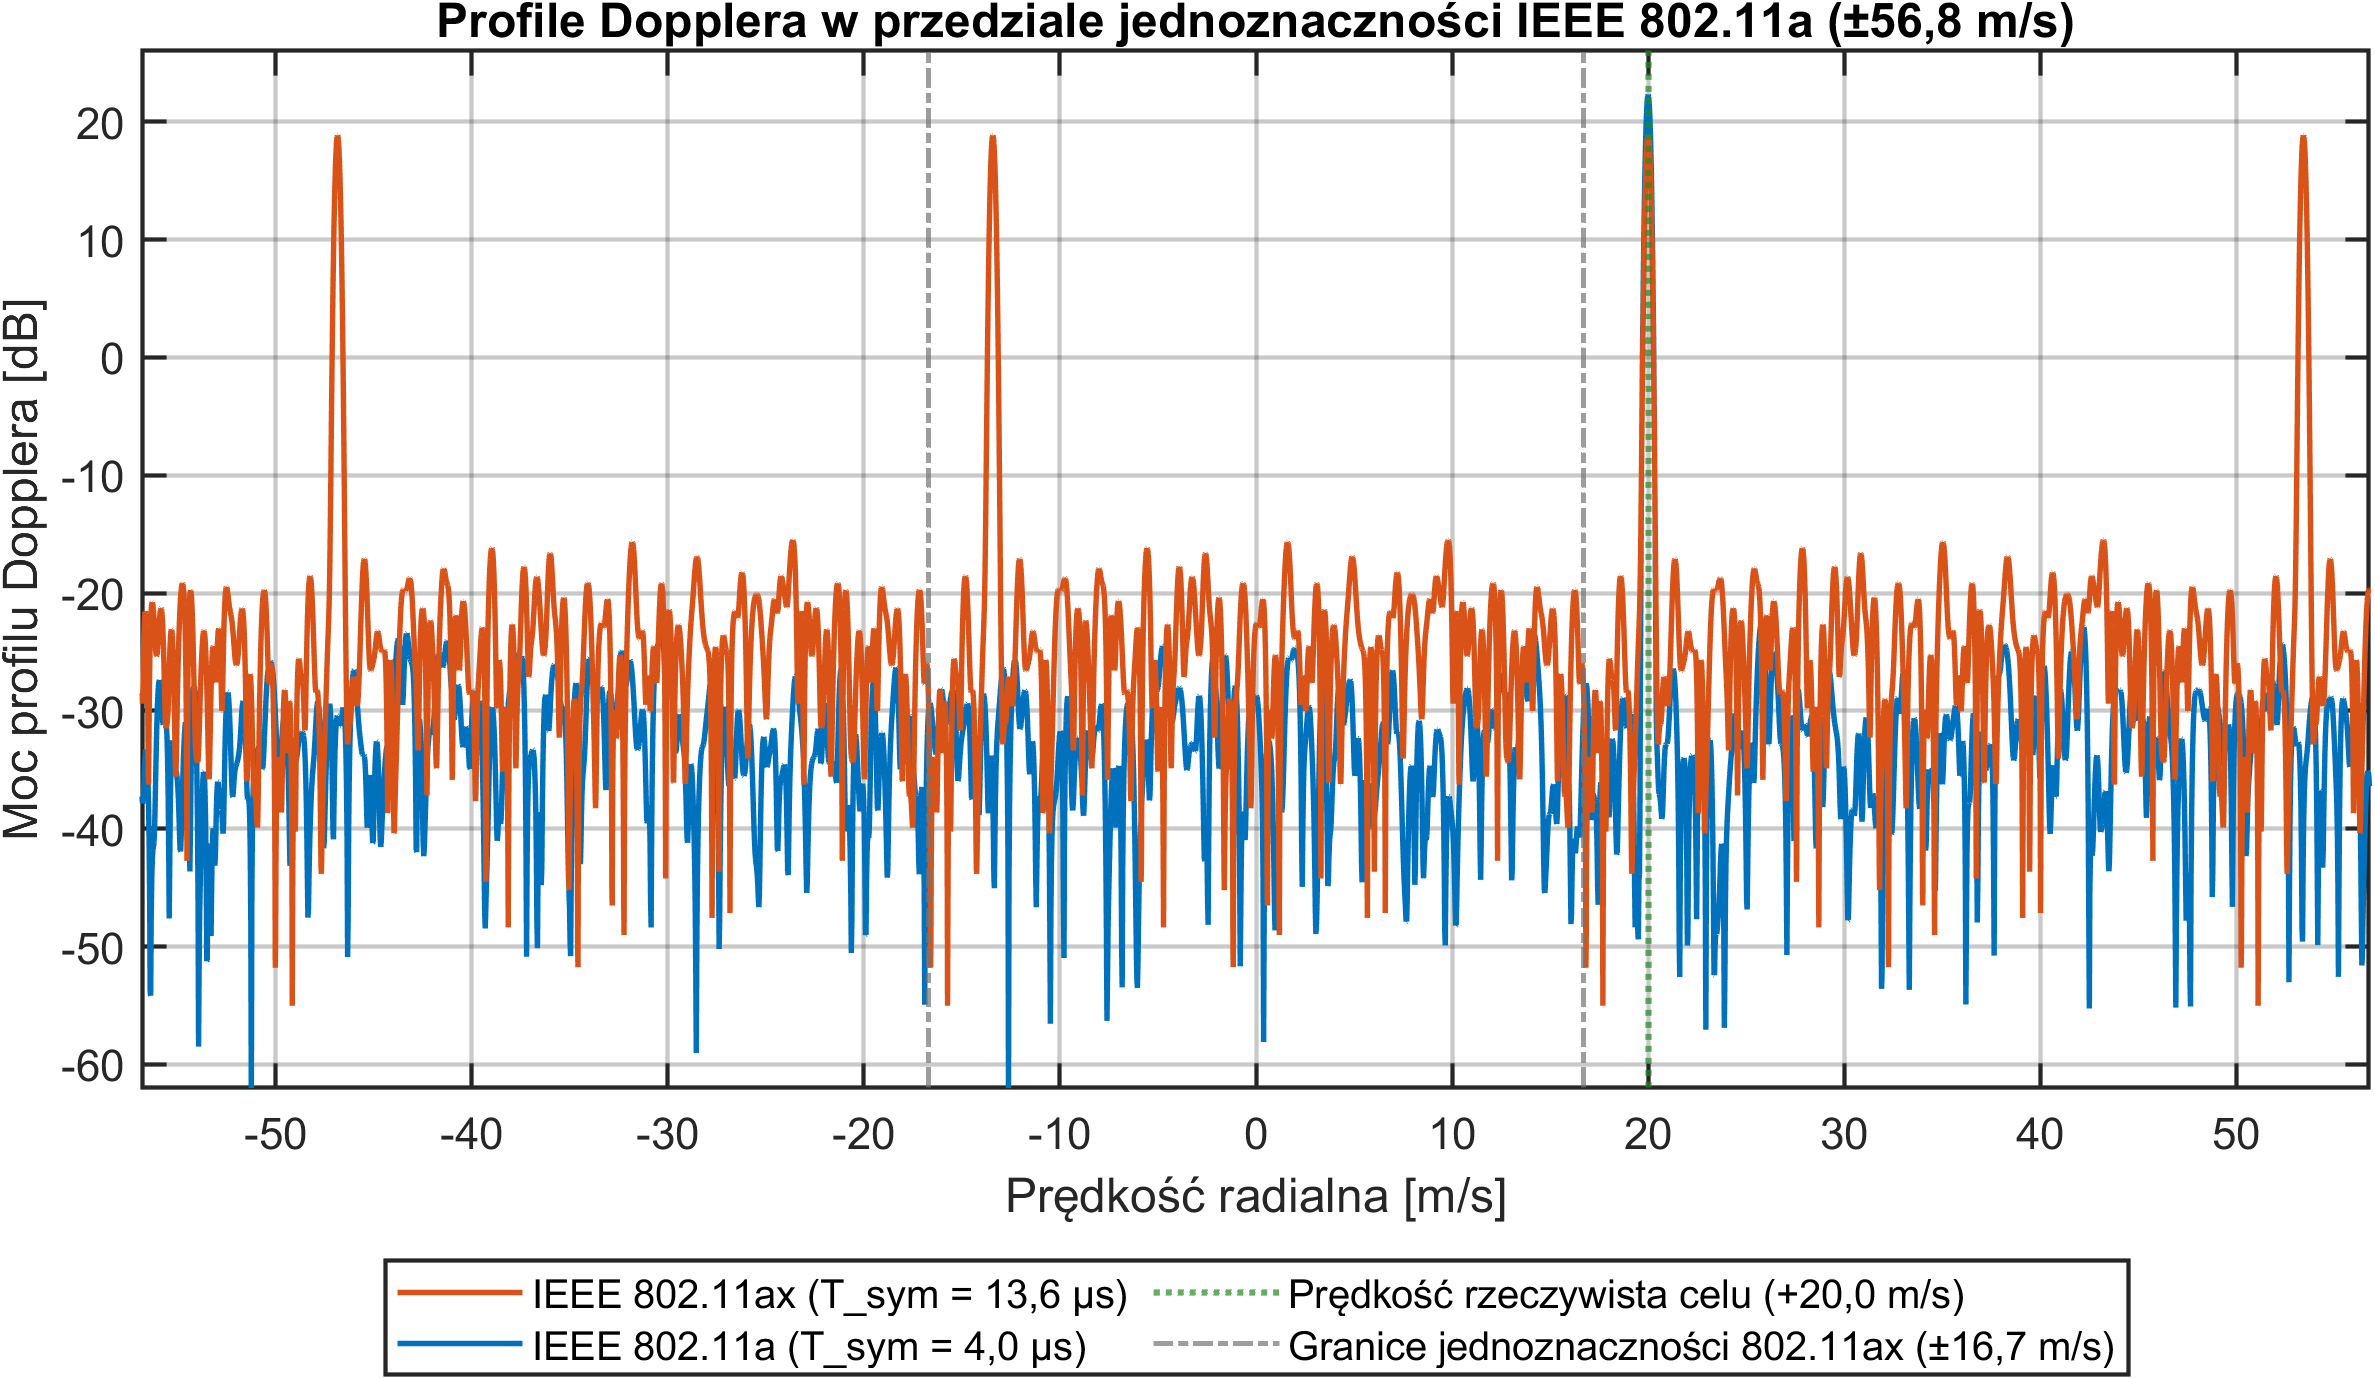 Profile Dopplera w przedziale jednoznaczności IEEE 802.11a (±56,8 m/s)
Moc profilu Dopplera [dB]
20
10
0
-10
-20
-30
-40
-50
-60
-50 -40 -30 -20 -10 0 10 20 30 40 50
Prędkość radialna [m/s]
IEEE 802.11ax (T_sym = 13,6 µs) Prędkość rzeczywista celu (+20,0 m/s)
IEEE 802.11a (T_sym = 4,0 µs) Granice jednoznaczności 802.11ax (±16,7 m/s)